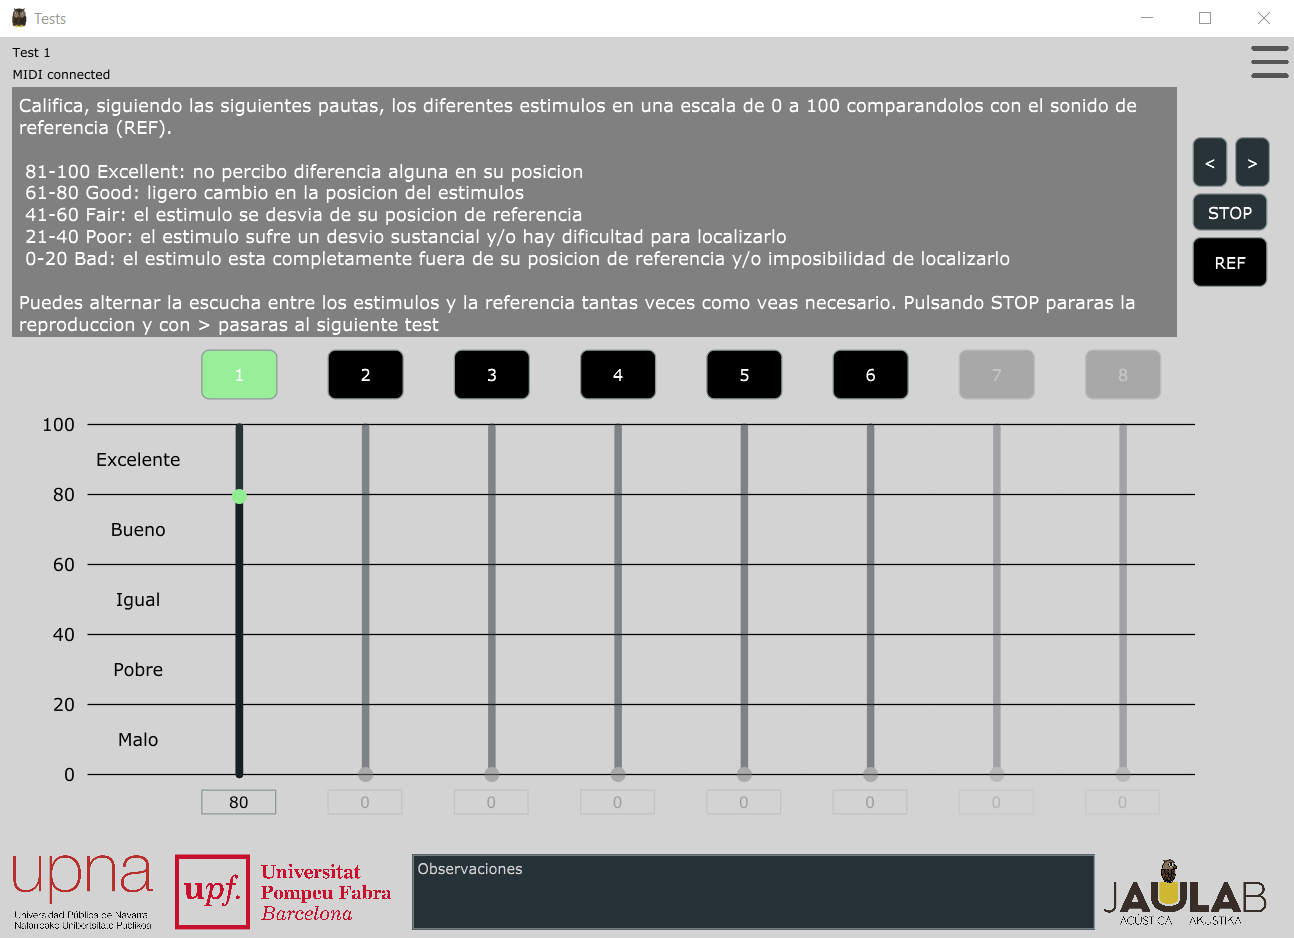 Tests
Test 1
MIDI connected
Califica, siguiendo las siguientes pautas, los diferentes estimulos en una escala de 0 a 100 comparandolos con el sonido de
referencia (REF).
81-100 Excellent: no percibo diferencia alguna en su posicion
61-80 Good: ligero cambio en la posicion del estimulos
41-60 Fair: el estimulo se desvia de su posicion de referencia
21-40 Poor: el estimulo sufre un desvio sustancial y/o hay dificultad para localizarlo
0-20 Bad: el estimulo esta completamente fuera de su posicion de referencia y/o imposibilidad de localizarlo
Puedes alternar la escucha entre los estimulos y la referencia tantas veces como veas necesario. Pulsando STOP pararas la
reproduccion y con > pasaras al siguiente test
< >
STOP
REF
1 2 3 4 5 6 7 8
100
Excelente
80
Bueno
60
Igual
40
Pobre
20
Malo
0
80 0 0 0 0 0 0 0
upna
Universidad Pública de Navarra
Nafarroako Unibertsitate Publikoa
upf.
Universitat
Pompeu Fabra
Barcelona
Observaciones
JAULAB
ACÚSTICA AKUSTIKA